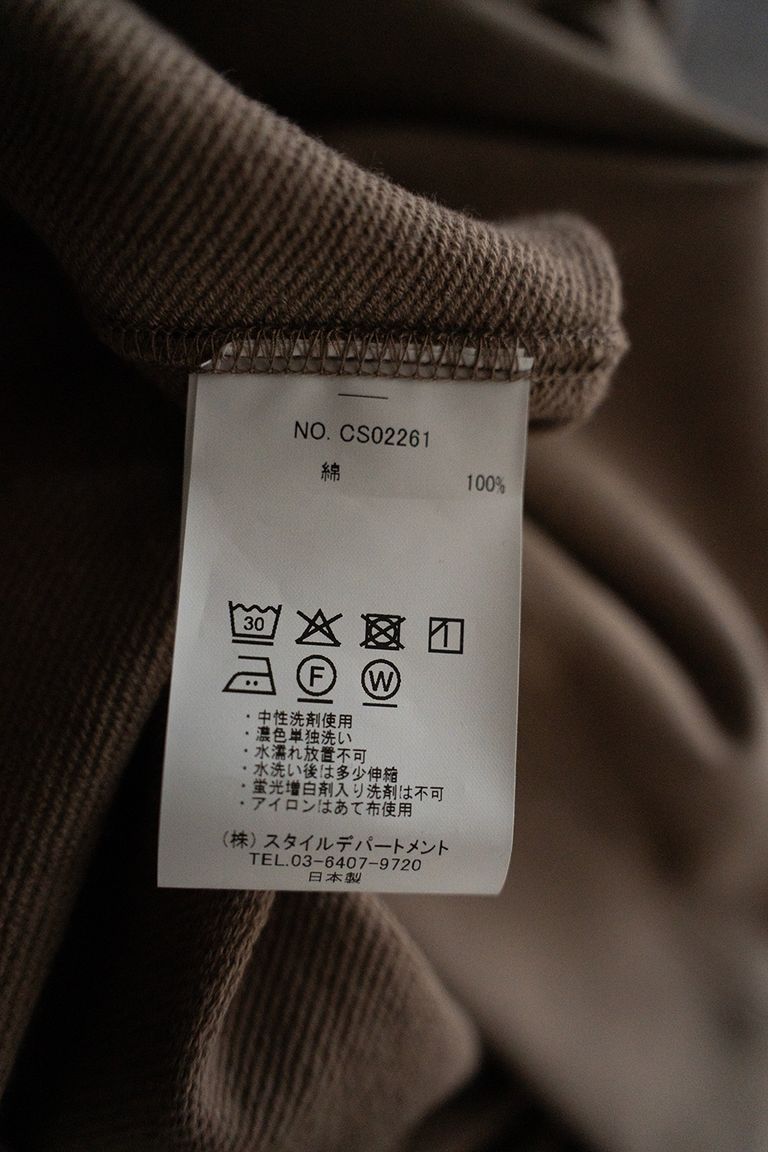 NO. CS02261
綿 100%
30
F W
・中性洗剤使用
・濃色単独洗い
・水濡れ放置不可
・水洗い後は多少伸縮
・蛍光増白剤入り洗剤は不可
・アイロンはあて布使用
(株)スタイルデパートメント
TEL.03-6407-9720
日本製